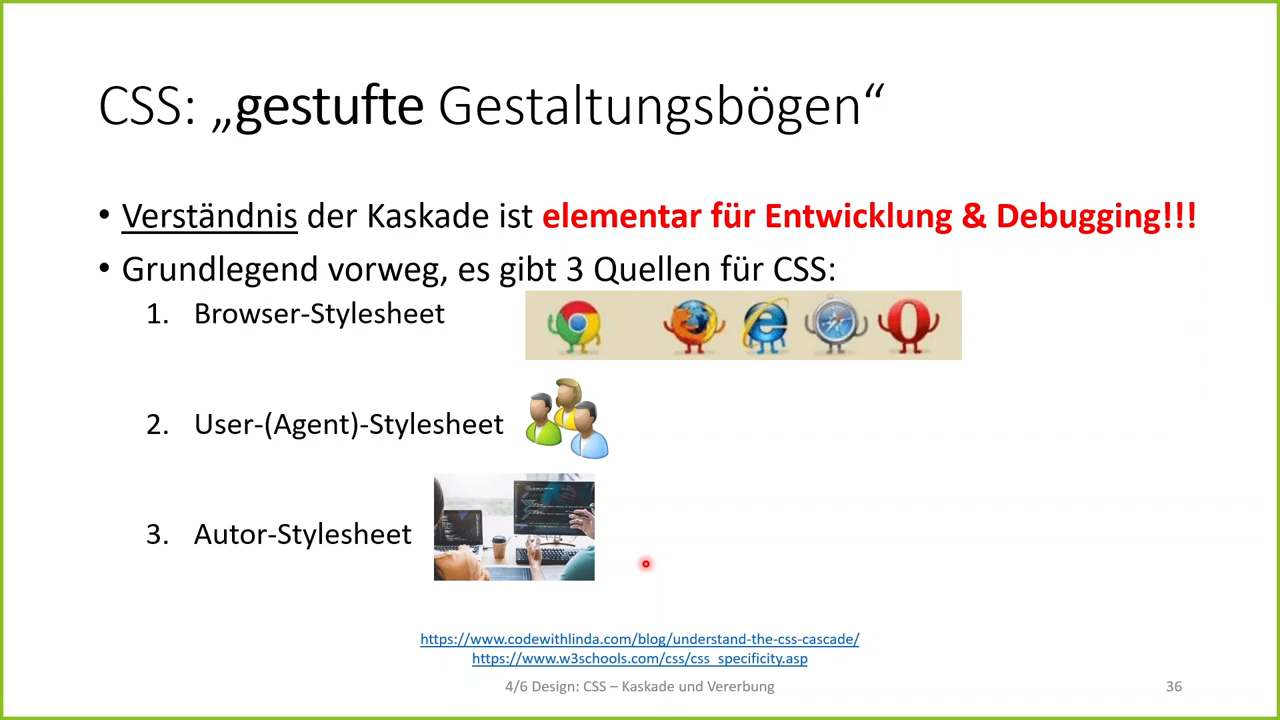 CSS: „gestufte Gestaltungsbögen“
• Verständnis der Kaskade ist elementar für Entwicklung & Debugging!!!
• Grundlegend vorweg, es gibt 3 Quellen für CSS:
1. Browser-Stylesheet
2. User-(Agent)-Stylesheet
3. Autor-Stylesheet
https://www.codewithlinda.com/blog/understand-the-css-cascade/
https://www.w3schools.com/css/css_specificity.asp
4/6 Design: CSS – Kaskade und Vererbung
36